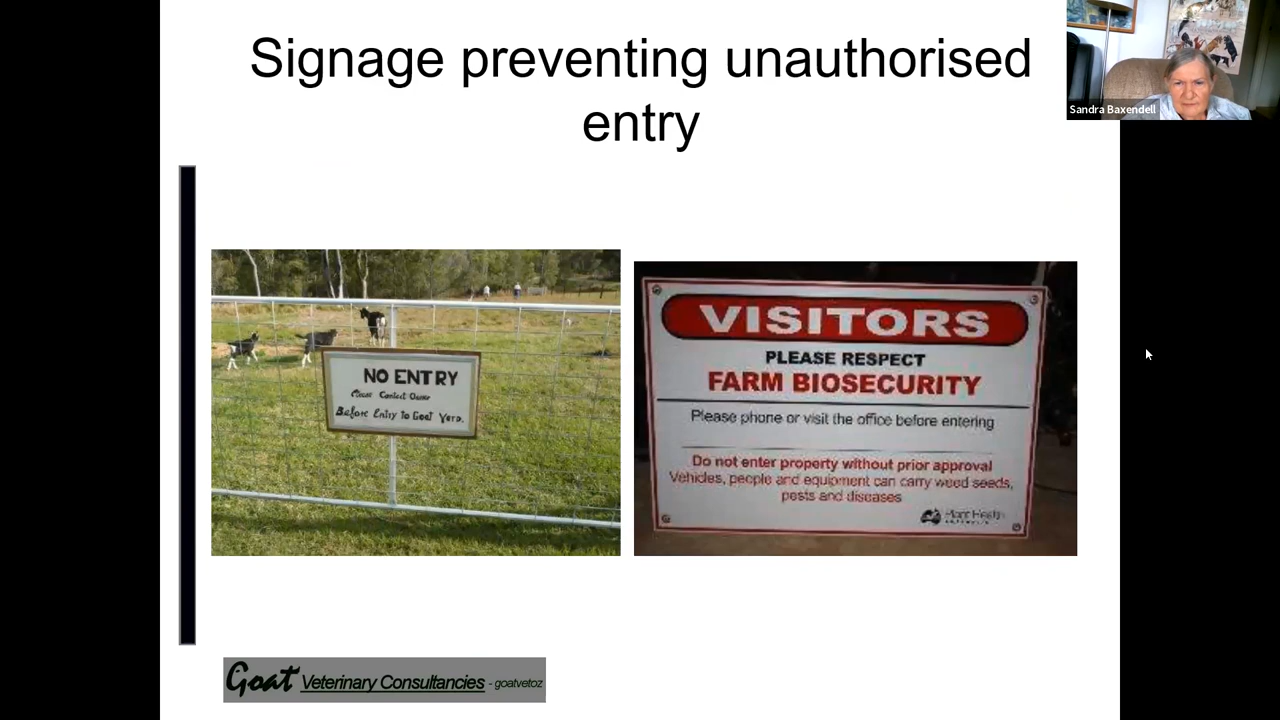 Signage preventing unauthorised
entry
Sandra Baxendell
NO ENTRY
Please Contact Owner
Before Entry to Goat Yard.
VISITORS
PLEASE RESPECT
FARM BIOSECURITY
Please phone or visit the office before entering
Do not enter property without prior approval
Vehicles, people and equipment can carry weed seeds,
pests and diseases
Plant Health
Goat Veterinary Consultancies - goatvetoz